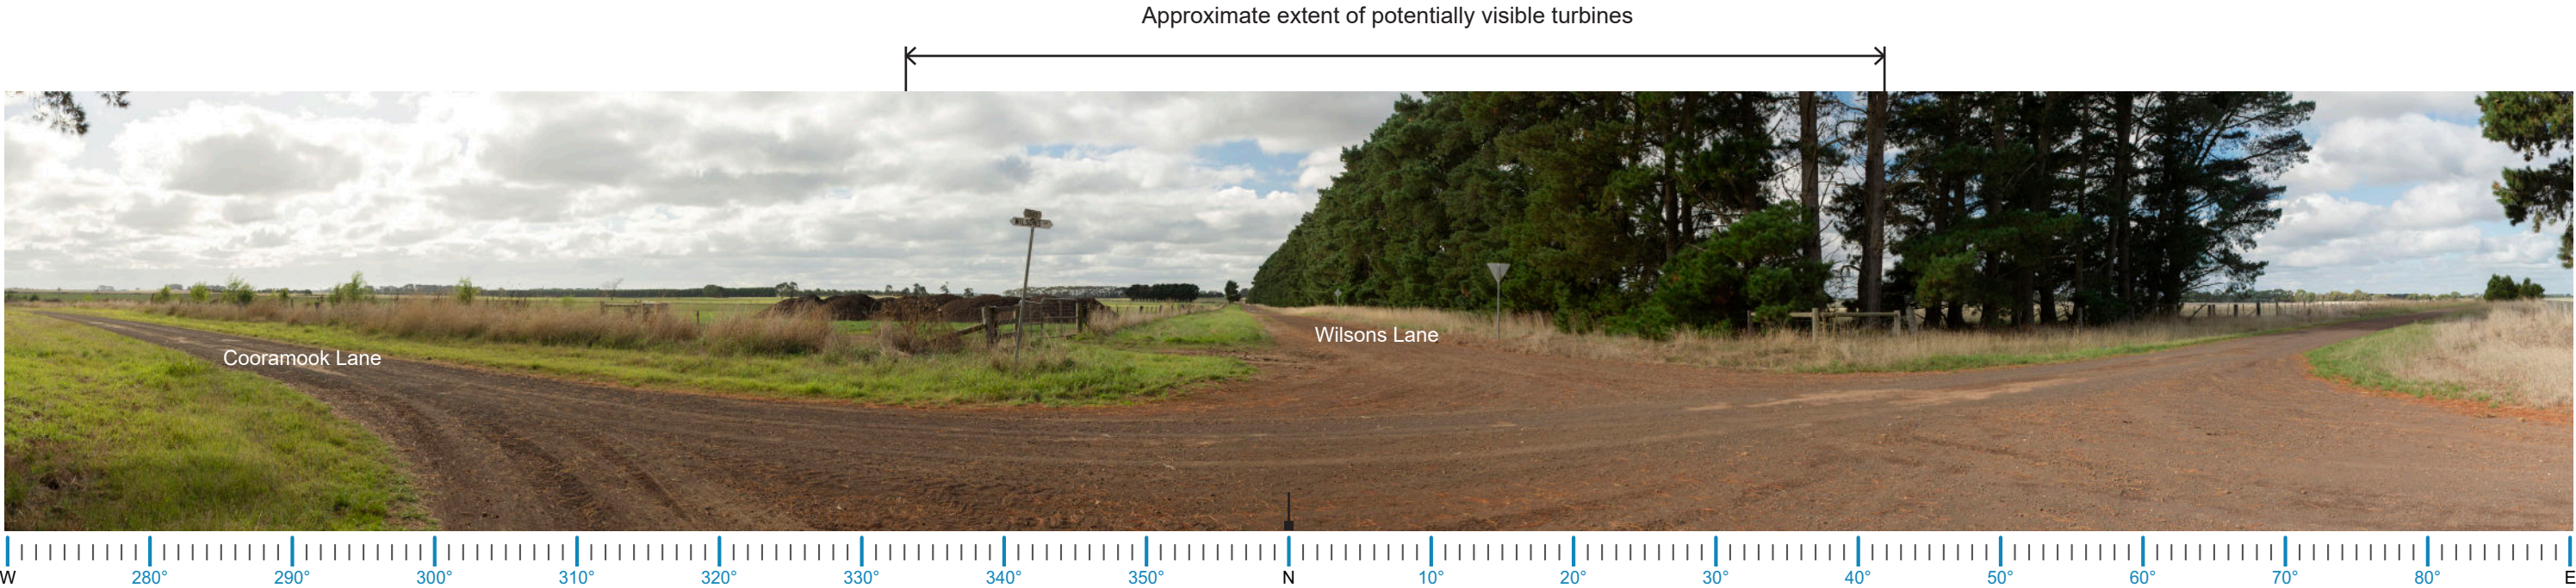 Approximate extent of potentially visible turbines
Cooramook Lane
Wilsons Lane
W 280° 290° 300° 310° 320° 330° 340° 350° N 10° 20° 30° 40° 50° 60° 70° 80° E